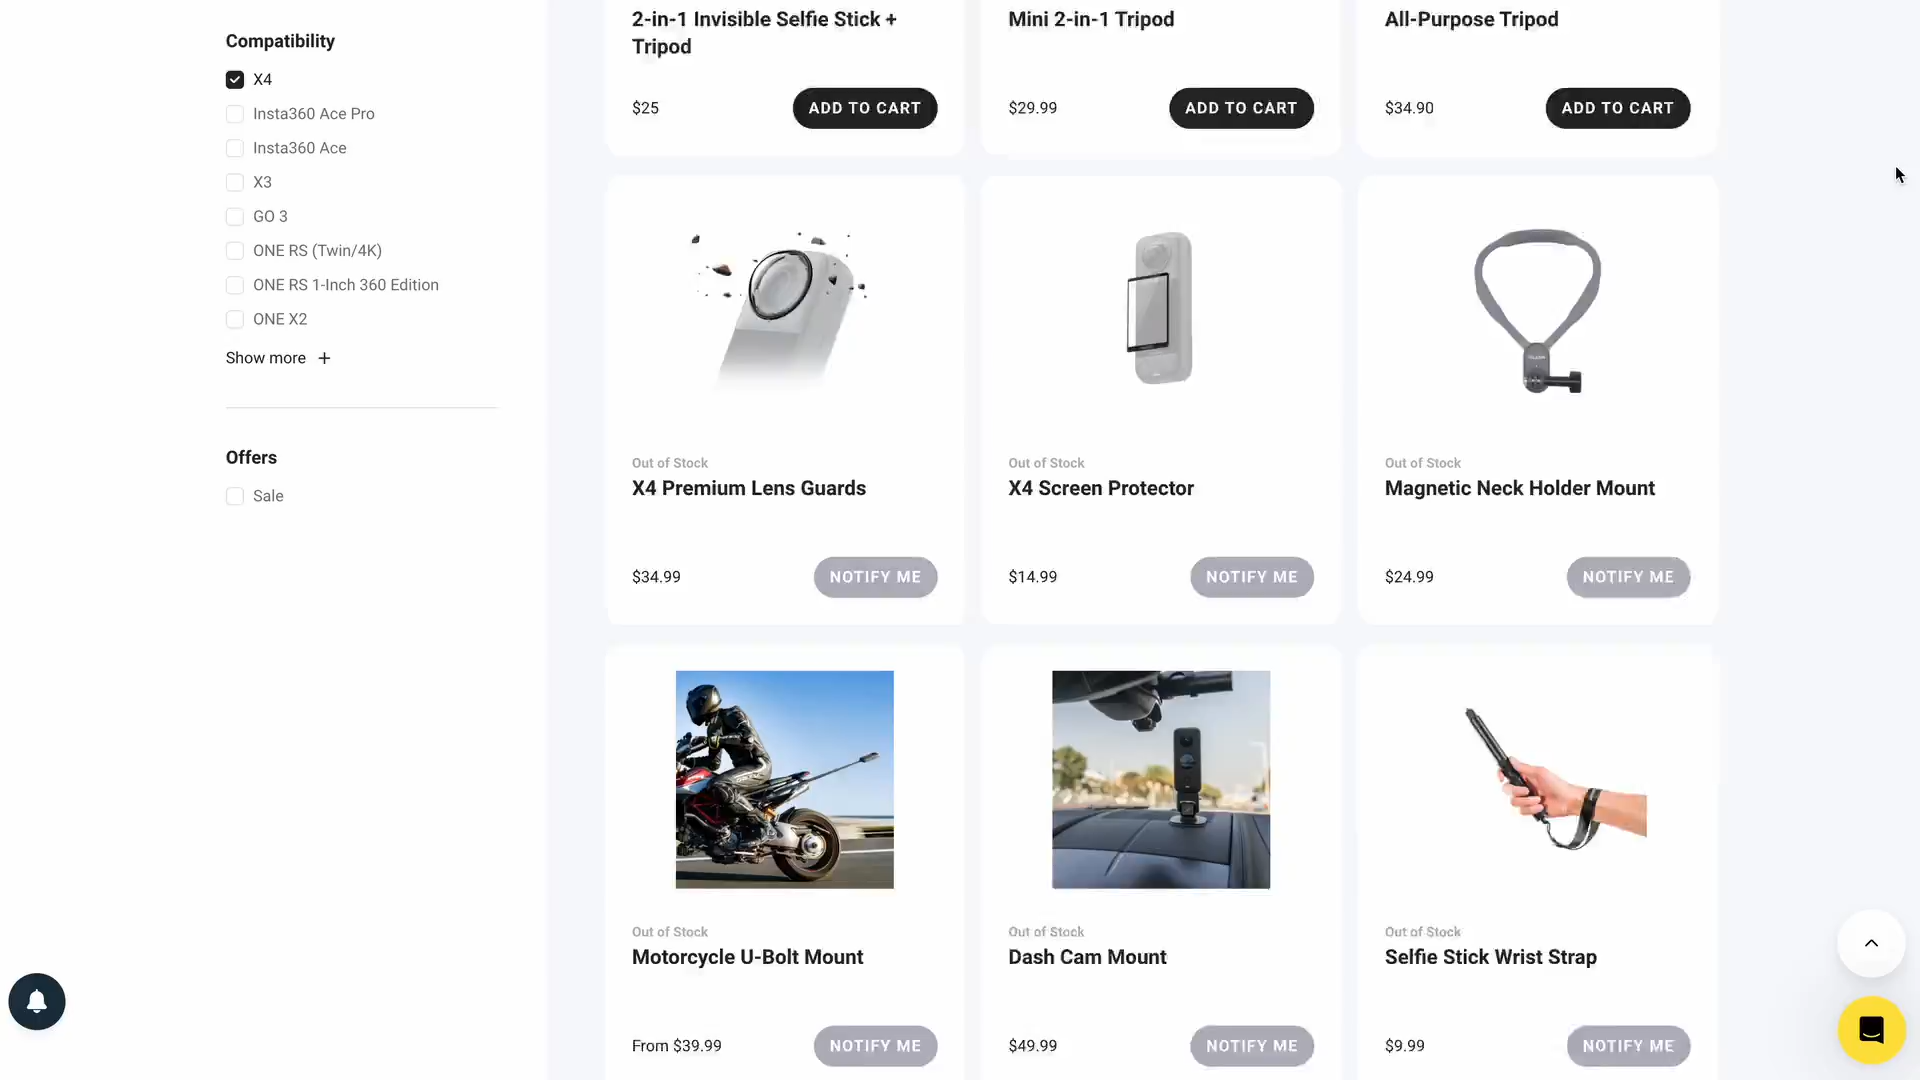 Compatibility
X4
Insta360 Ace Pro
Insta360 Ace
X3
GO 3
ONE RS (Twin/4K)
ONE RS 1-Inch 360 Edition
ONE X2
Show more +
Offers
Sale
2-in-1 Invisible Selfie Stick +
Tripod
$25
ADD TO CART
Mini 2-in-1 Tripod
$29.99
ADD TO CART
All-Purpose Tripod
$34.90
ADD TO CART
Out of Stock
X4 Premium Lens Guards
$34.99
NOTIFY ME
Out of Stock
X4 Screen Protector
$14.99
NOTIFY ME
Out of Stock
Magnetic Neck Holder Mount
$24.99
NOTIFY ME
Out of Stock
Motorcycle U-Bolt Mount
From $39.99
NOTIFY ME
Out of Stock
Dash Cam Mount
$49.99
NOTIFY ME
Out of Stock
Selfie Stick Wrist Strap
$9.99
NOTIFY ME